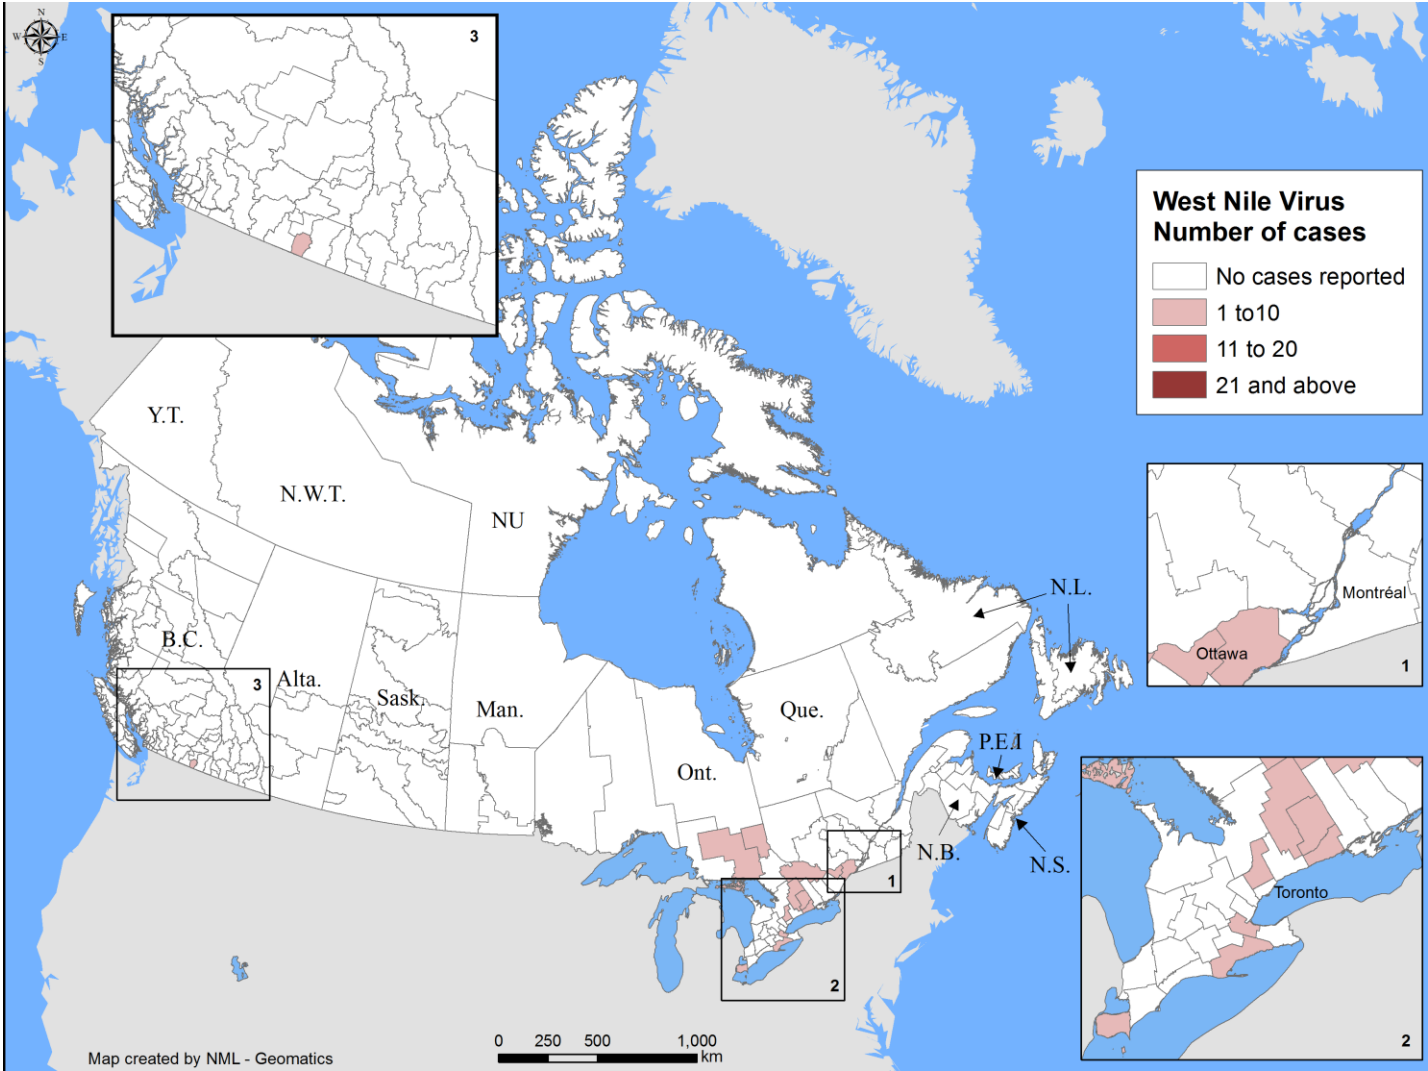 N
W E
S
3
West Nile Virus
Number of cases
No cases reported
1 to10
11 to 20
21 and above
Y.T.
N.W.T.
NU
B.C.
3
Alta.
Sask.
Man.
Ont.
Que.
N.L.
P.E.I
N.B.
N.S.
1
2
Montréal
Ottawa
1
Toronto
2
0 250 500 1,000
km
Map created by NML - Geomatics